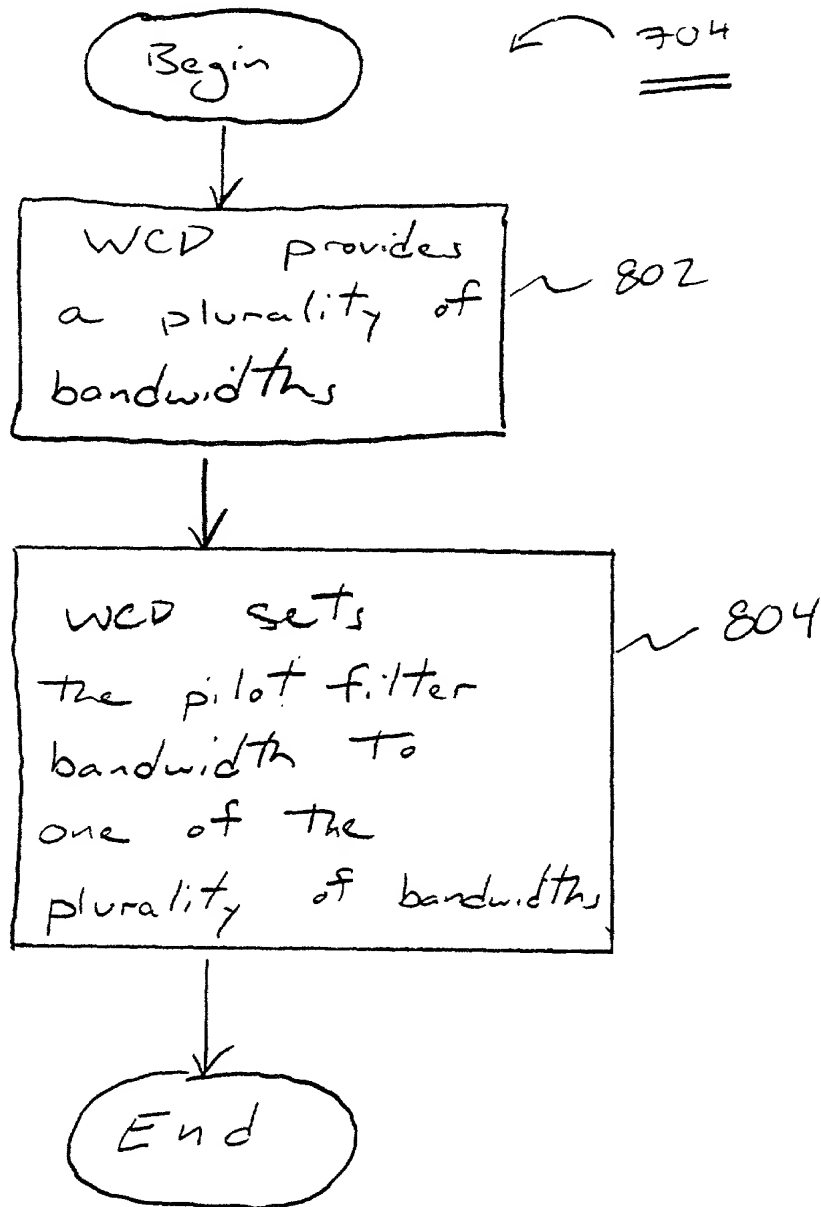 Begin
704
WCD provides
a plurality of
bandwidths
802
WCD sets
the pilot filter
bandwidth to
one of the
plurality of bandwidths
804
End